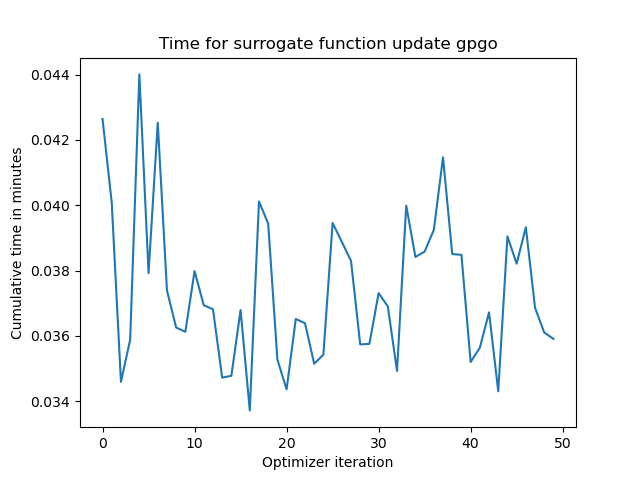 Time for surrogate function update gpgo
Cumulative time in minutes
0.044
0.042
0.040
0.038
0.036
0.034
0 10 20 30 40 50
Optimizer iteration